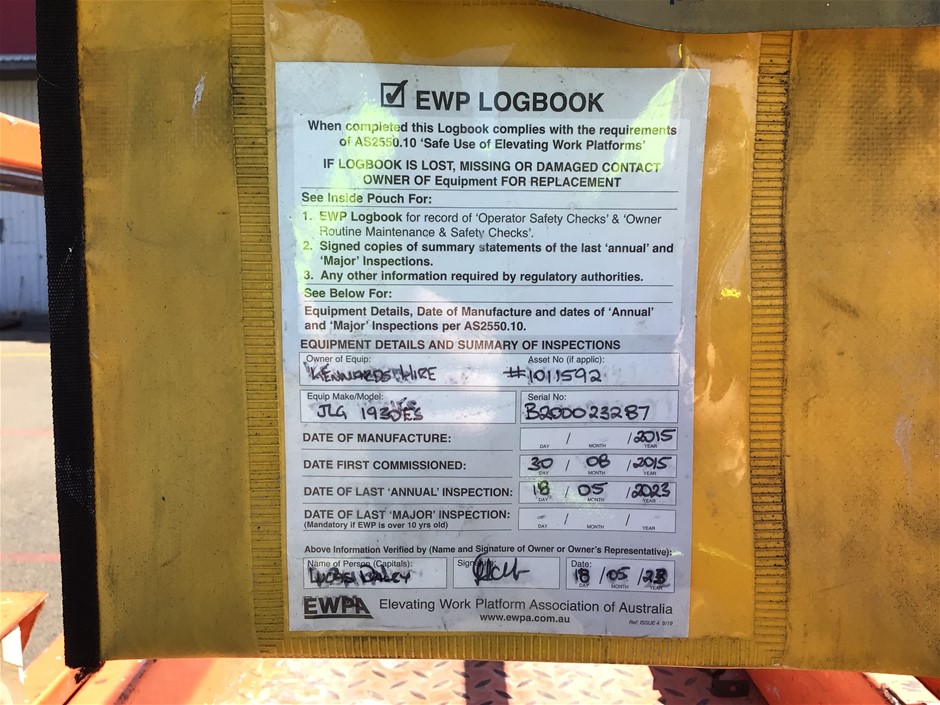 EWP LOGBOOK
When completed this Logbook complies with the requirements
of AS2550.10 'Safe Use of Elevating Work Platforms'
IF LOGBOOK IS LOST, MISSING OR DAMAGED CONTACT
OWNER OF Equipment FOR REPLACEMENT
See Inside Pouch For:
1. EWP Logbook for record of 'Operator Safety Checks' & 'Owner
Routine Maintenance & Safety Checks'.
2. Signed copies of summary statements of the last 'annual' and
'Major' Inspections.
3. Any other information required by regulatory authorities.
See Below For:
Equipment Details, Date of Manufacture and dates of 'Annual'
and 'Major' Inspections per AS2550.10.
EQUIPMENT DETAILS AND SUMMARY OF INSPECTIONS
Owner of Equip: Asset No (if applic):
KENNARDS HIRE #1011592
Equip Make/Model: Serial No:
JLG 1930ES B200023287
DATE OF MANUFACTURE: / / 2015
DAY MONTH YEAR
DATE FIRST COMMISSIONED: 30 / 08 / 2015
DAY MONTH YEAR
DATE OF LAST 'ANNUAL' INSPECTION: 18 / 05 / 2023
DAY MONTH YEAR
DATE OF LAST 'MAJOR' INSPECTION: - / - / -
(Mandatory if EWP is over 10 yrs old) DAY MONTH YEAR
Above Information Verified by (Name and Signature of Owner or Owner's Representative):
Name of Person (Capitals): Signature Date:
18 / 05 / 23
DAY MONTH YEAR
EWPA Elevating Work Platform Association of Australia
www.ewpa.com.au
Ref: ISSUE 4 9/19